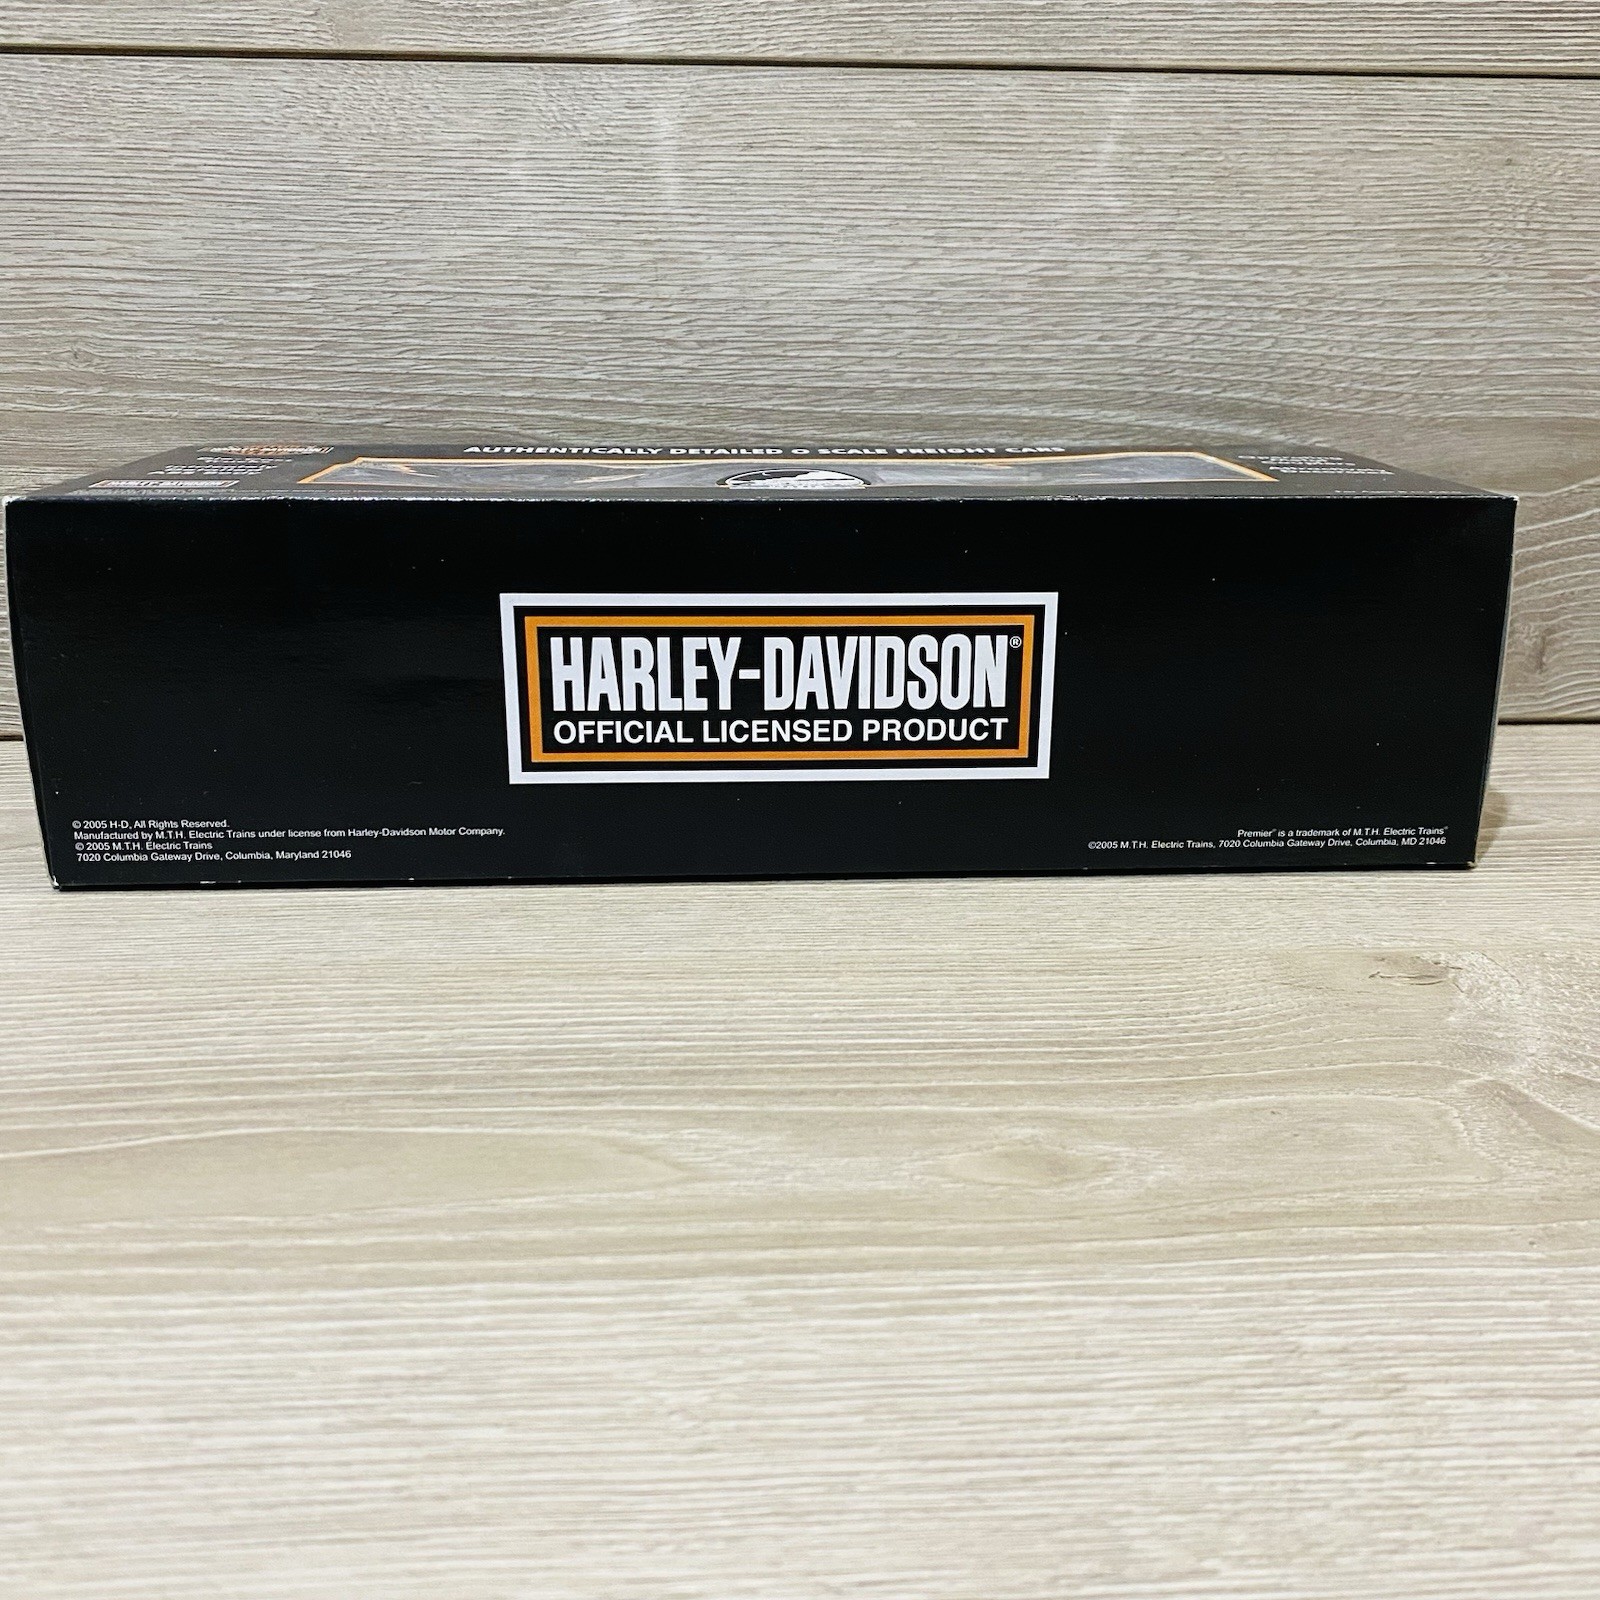 AUTHENTICALLY DETAILED O SCALE FREIGHT CARS
HARLEY-DAVIDSON®
OFFICIAL LICENSED PRODUCT
© 2005 H-D, All Rights Reserved.
Manufactured by M.T.H. Electric Trains under license from Harley-Davidson Motor Company.
© 2005 M.T.H. Electric Trains
7020 Columbia Gateway Drive, Columbia, Maryland 21046
Premier® is a trademark of M.T.H. Electric Trains®
©2005 M.T.H. Electric Trains, 7020 Columbia Gateway Drive, Columbia, MD 21046